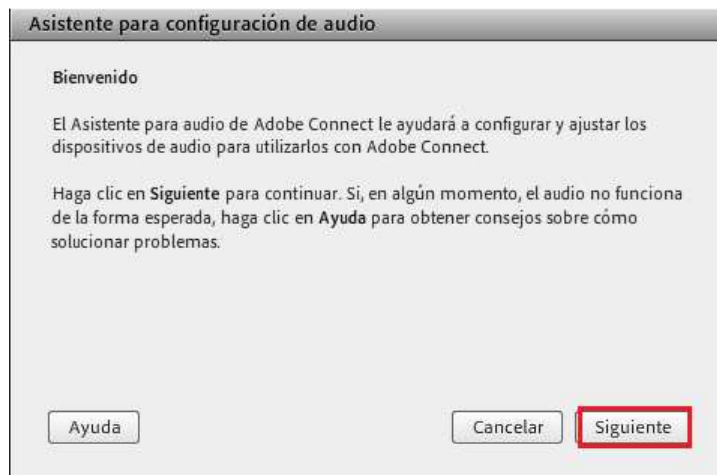 Asistente para configuración de audio
Bienvenido
El Asistente para audio de Adobe Connect le ayudará a configurar y ajustar los
dispositivos de audio para utilizarlos con Adobe Connect.
Haga clic en Siguiente para continuar. Si, en algún momento, el audio no funciona
de la forma esperada, haga clic en Ayuda para obtener consejos sobre cómo
solucionar problemas.
Ayuda Cancelar Siguiente